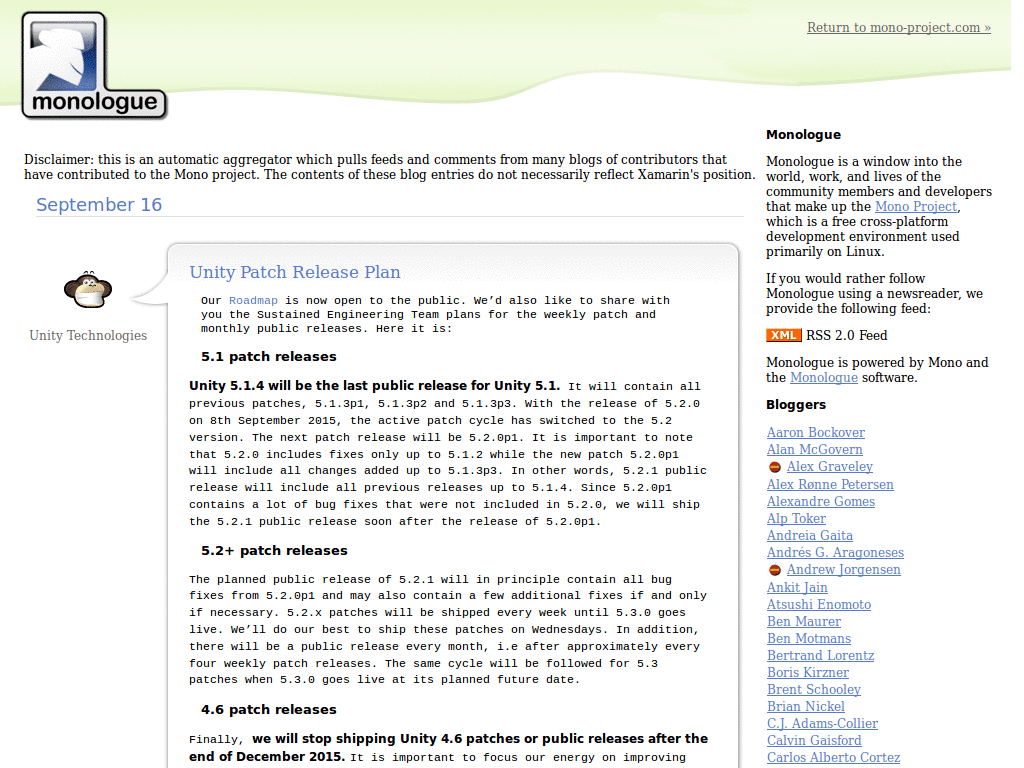 Return to mono-project.com »
monologue
Disclaimer: this is an automatic aggregator which pulls feeds and comments from many blogs of contributors that
have contributed to the Mono project. The contents of these blog entries do not necessarily reflect Xamarin's position.
September 16
Unity Technologies
Unity Patch Release Plan
Our Roadmap is now open to the public. We’d also like to share with
you the Sustained Engineering Team plans for the weekly patch and
monthly public releases. Here it is:
5.1 patch releases
Unity 5.1.4 will be the last public release for Unity 5.1. It will contain all
previous patches, 5.1.3p1, 5.1.3p2 and 5.1.3p3. With the release of 5.2.0
on 8th September 2015, the active patch cycle has switched to the 5.2
version. The next patch release will be 5.2.0p1. It is important to note
that 5.2.0 includes fixes only up to 5.1.2 while the new patch 5.2.0p1
will include all changes added up to 5.1.3p3. In other words, 5.2.1 public
release will include all previous releases up to 5.1.4. Since 5.2.0p1
contains a lot of bug fixes that were not included in 5.2.0, we will ship
the 5.2.1 public release soon after the release of 5.2.0p1.
5.2+ patch releases
The planned public release of 5.2.1 will in principle contain all bug
fixes from 5.2.0p1 and may also contain a few additional fixes if and only
if necessary. 5.2.x patches will be shipped every week until 5.3.0 goes
live. We’ll do our best to ship these patches on Wednesdays. In addition,
there will be a public release every month, i.e after approximately every
four weekly patch releases. The same cycle will be followed for 5.3
patches when 5.3.0 goes live at its planned future date.
4.6 patch releases
Finally, we will stop shipping Unity 4.6 patches or public releases after the
end of December 2015. It is important to focus our energy on improving
Monologue
Monologue is a window into the
world, work, and lives of the
community members and developers
that make up the Mono Project,
which is a free cross-platform
development environment used
primarily on Linux.
If you would rather follow
Monologue using a newsreader, we
provide the following feed:
XML RSS 2.0 Feed
Monologue is powered by Mono and
the Monologue software.
Bloggers
Aaron Bockover
Alan McGovern
Alex Graveley
Alex Rønne Petersen
Alexandre Gomes
Alp Toker
Andreia Gaita
Andrés G. Aragoneses
Andrew Jorgensen
Ankit Jain
Atsushi Enomoto
Ben Maurer
Ben Motmans
Bertrand Lorentz
Boris Kirzner
Brent Schooley
Brian Nickel
C.J. Adams-Collier
Calvin Gaisford
Carlos Alberto Cortez